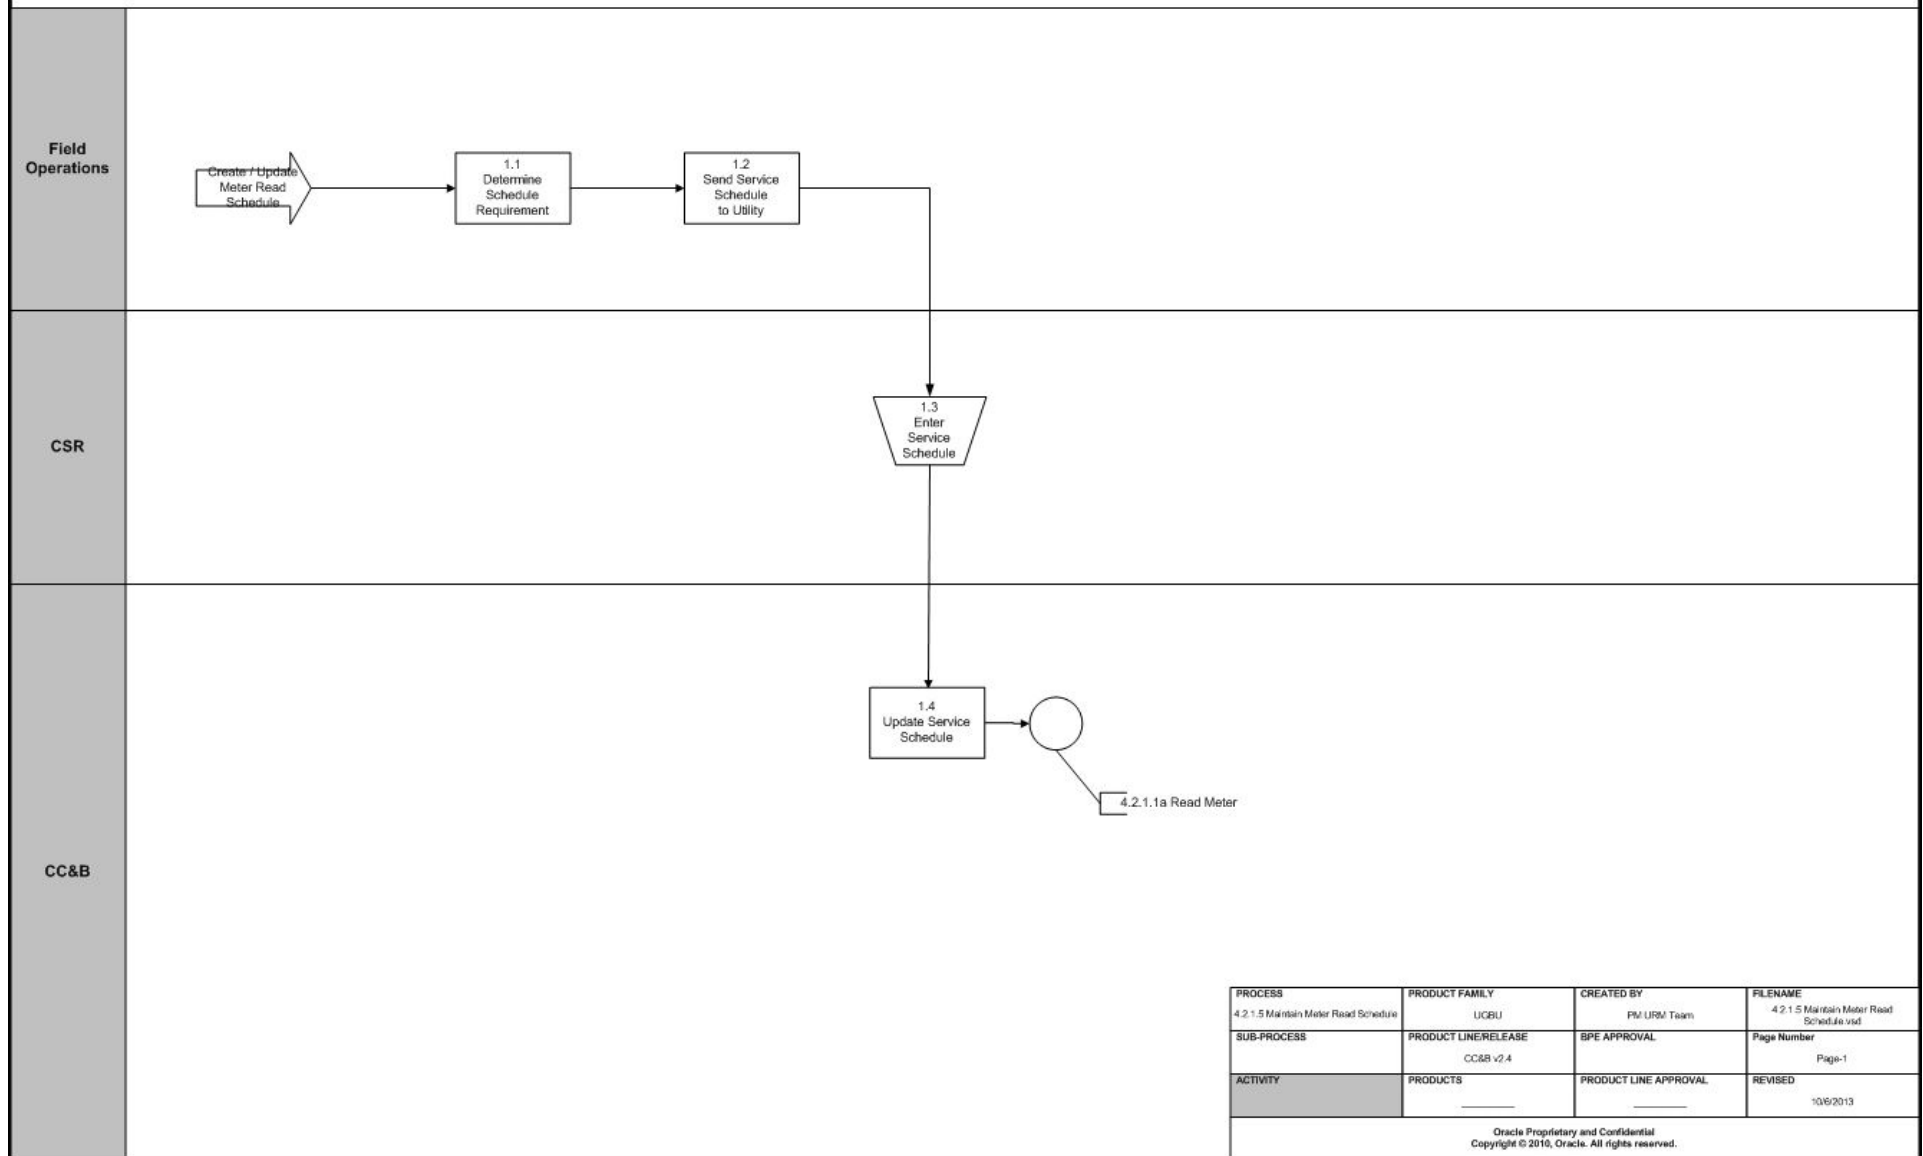 Field
Operations
Create / Update
Meter Read
Schedule
1.1
Determine
Schedule
Requirement
1.2
Send Service
Schedule
to Utility
CSR
1.3
Enter
Service
Schedule
CC&B
1.4
Update Service
Schedule
4.2.1.1a Read Meter
PROCESS
4.2.1.5 Maintain Meter Read Schedule
PRODUCT FAMILY
UGBU
CREATED BY
PM URM Team
FILENAME
4.2.1.5 Maintain Meter Read
Schedule.vsd
SUB-PROCESS
PRODUCT LINE/RELEASE
CC&B v2.4
BPE APPROVAL
Page Number
Page-1
ACTIVITY
PRODUCTS
PRODUCT LINE APPROVAL
REVISED
10/6/2013
Oracle Proprietary and Confidential
Copyright © 2010, Oracle. All rights reserved.